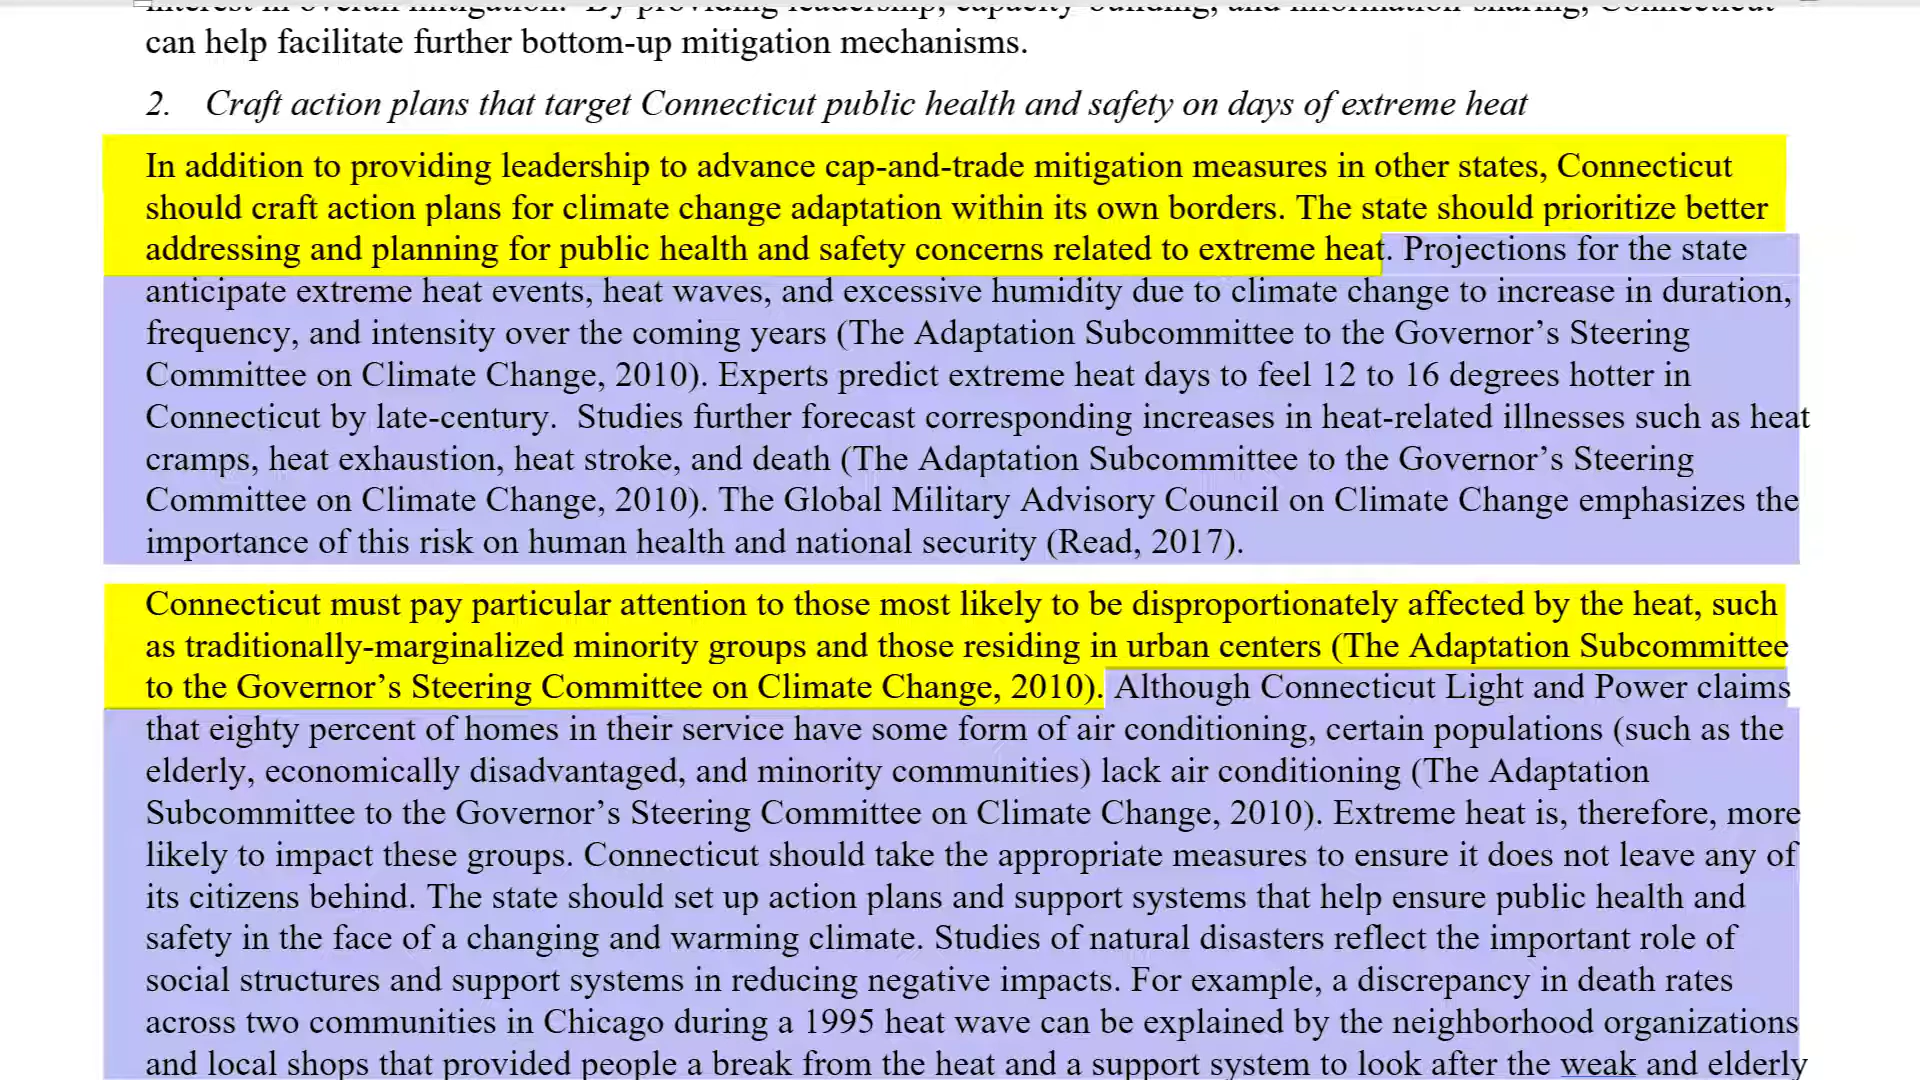 interest in overall mitigation. By providing leadership, capacity-building, and information sharing, Connecticut
can help facilitate further bottom-up mitigation mechanisms.
2. Craft action plans that target Connecticut public health and safety on days of extreme heat
In addition to providing leadership to advance cap-and-trade mitigation measures in other states, Connecticut
should craft action plans for climate change adaptation within its own borders. The state should prioritize better
addressing and planning for public health and safety concerns related to extreme heat. Projections for the state
anticipate extreme heat events, heat waves, and excessive humidity due to climate change to increase in duration,
frequency, and intensity over the coming years (The Adaptation Subcommittee to the Governor’s Steering
Committee on Climate Change, 2010). Experts predict extreme heat days to feel 12 to 16 degrees hotter in
Connecticut by late-century. Studies further forecast corresponding increases in heat-related illnesses such as heat
cramps, heat exhaustion, heat stroke, and death (The Adaptation Subcommittee to the Governor’s Steering
Committee on Climate Change, 2010). The Global Military Advisory Council on Climate Change emphasizes the
importance of this risk on human health and national security (Read, 2017).
Connecticut must pay particular attention to those most likely to be disproportionately affected by the heat, such
as traditionally-marginalized minority groups and those residing in urban centers (The Adaptation Subcommittee
to the Governor’s Steering Committee on Climate Change, 2010). Although Connecticut Light and Power claims
that eighty percent of homes in their service have some form of air conditioning, certain populations (such as the
elderly, economically disadvantaged, and minority communities) lack air conditioning (The Adaptation
Subcommittee to the Governor’s Steering Committee on Climate Change, 2010). Extreme heat is, therefore, more
likely to impact these groups. Connecticut should take the appropriate measures to ensure it does not leave any of
its citizens behind. The state should set up action plans and support systems that help ensure public health and
safety in the face of a changing and warming climate. Studies of natural disasters reflect the important role of
social structures and support systems in reducing negative impacts. For example, a discrepancy in death rates
across two communities in Chicago during a 1995 heat wave can be explained by the neighborhood organizations
and local shops that provided people a break from the heat and a support system to look after the weak and elderly